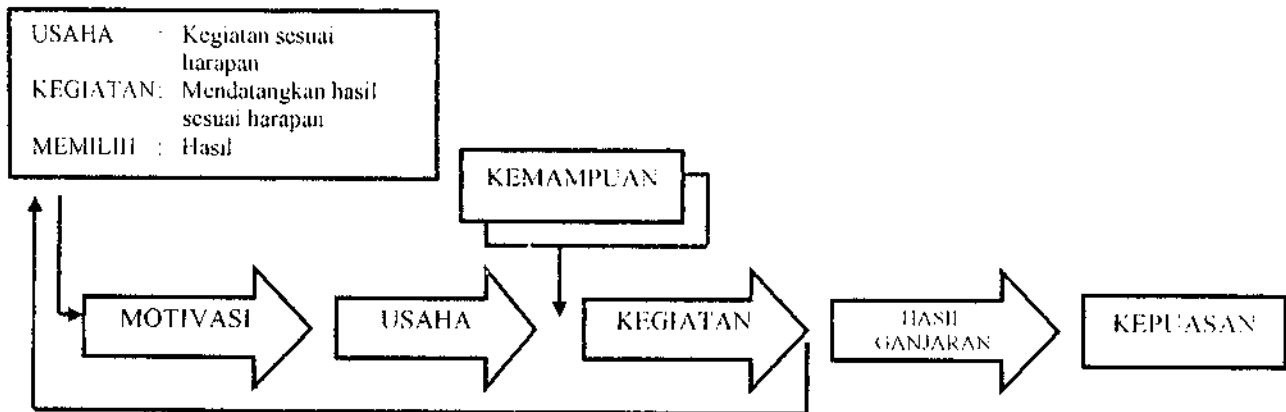 USAHA : Kegiatan sesuai
harapan
KEGIATAN: Mendatangkan hasil
sesuai harapan
MEMILIH : Hasil
KEMAMPUAN
MOTIVASI
USAHA
KEGIATAN
HASIL
GANJARAN
KEPUASAN